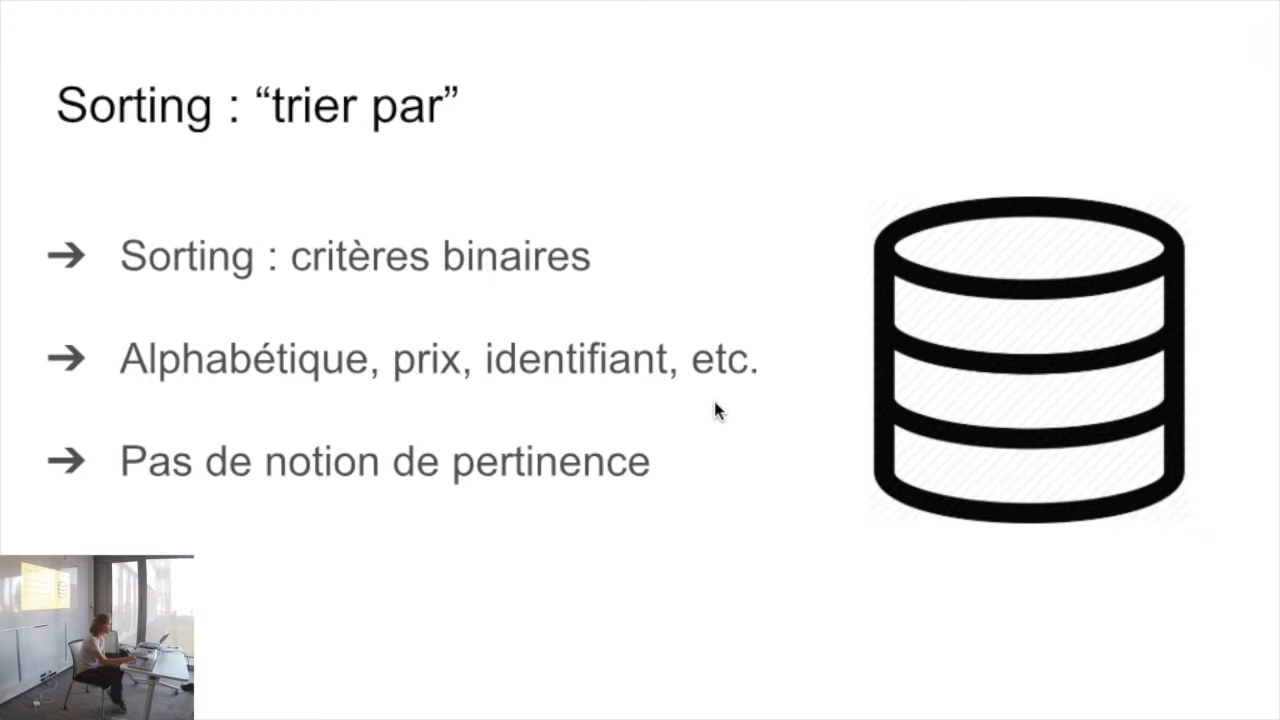 Sorting : “trier par”
➔ Sorting : critères binaires
➔ Alphabétique, prix, identifiant, etc.
➔ Pas de notion de pertinence